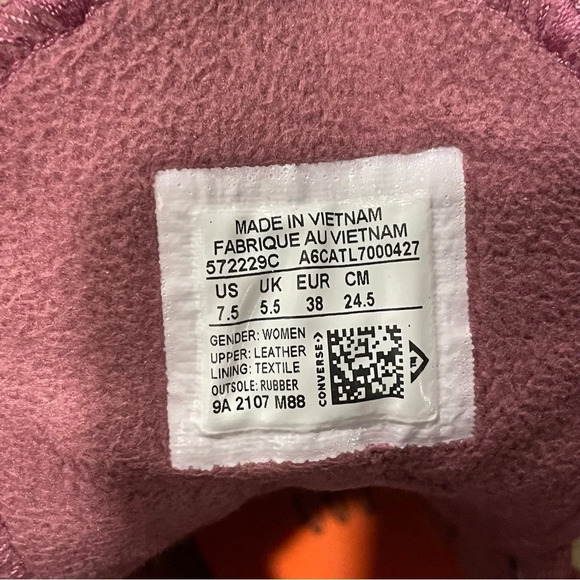 MADE IN VIETNAM
FABRIQUE AU VIETNAM
572229C A6CATL7000427
US UK EUR CM
7.5 5.5 38 24.5
GENDER: WOMEN
UPPER: LEATHER
LINING: TEXTILE
OUTSOLE: RUBBER
9A 2107 M88
CONVERSE